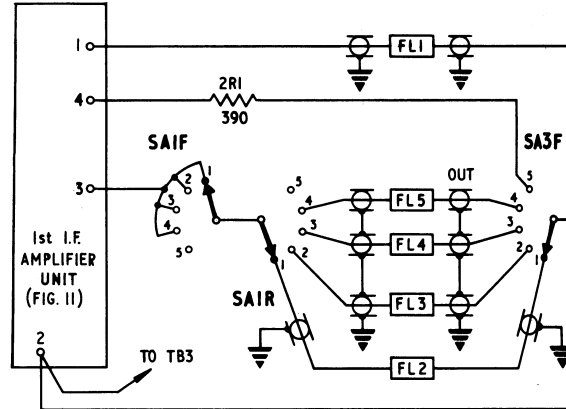 1
FL1
2R1
4
390
SA1F
SA3F
1
2
3
4
5
3
5
4
3
2
1
OUT
5
4
3
2
1
FL5
FL4
FL3
FL2
1st I.F.
AMPLIFIER
UNIT
(FIG. 11)
SA1R
2
TO TB3